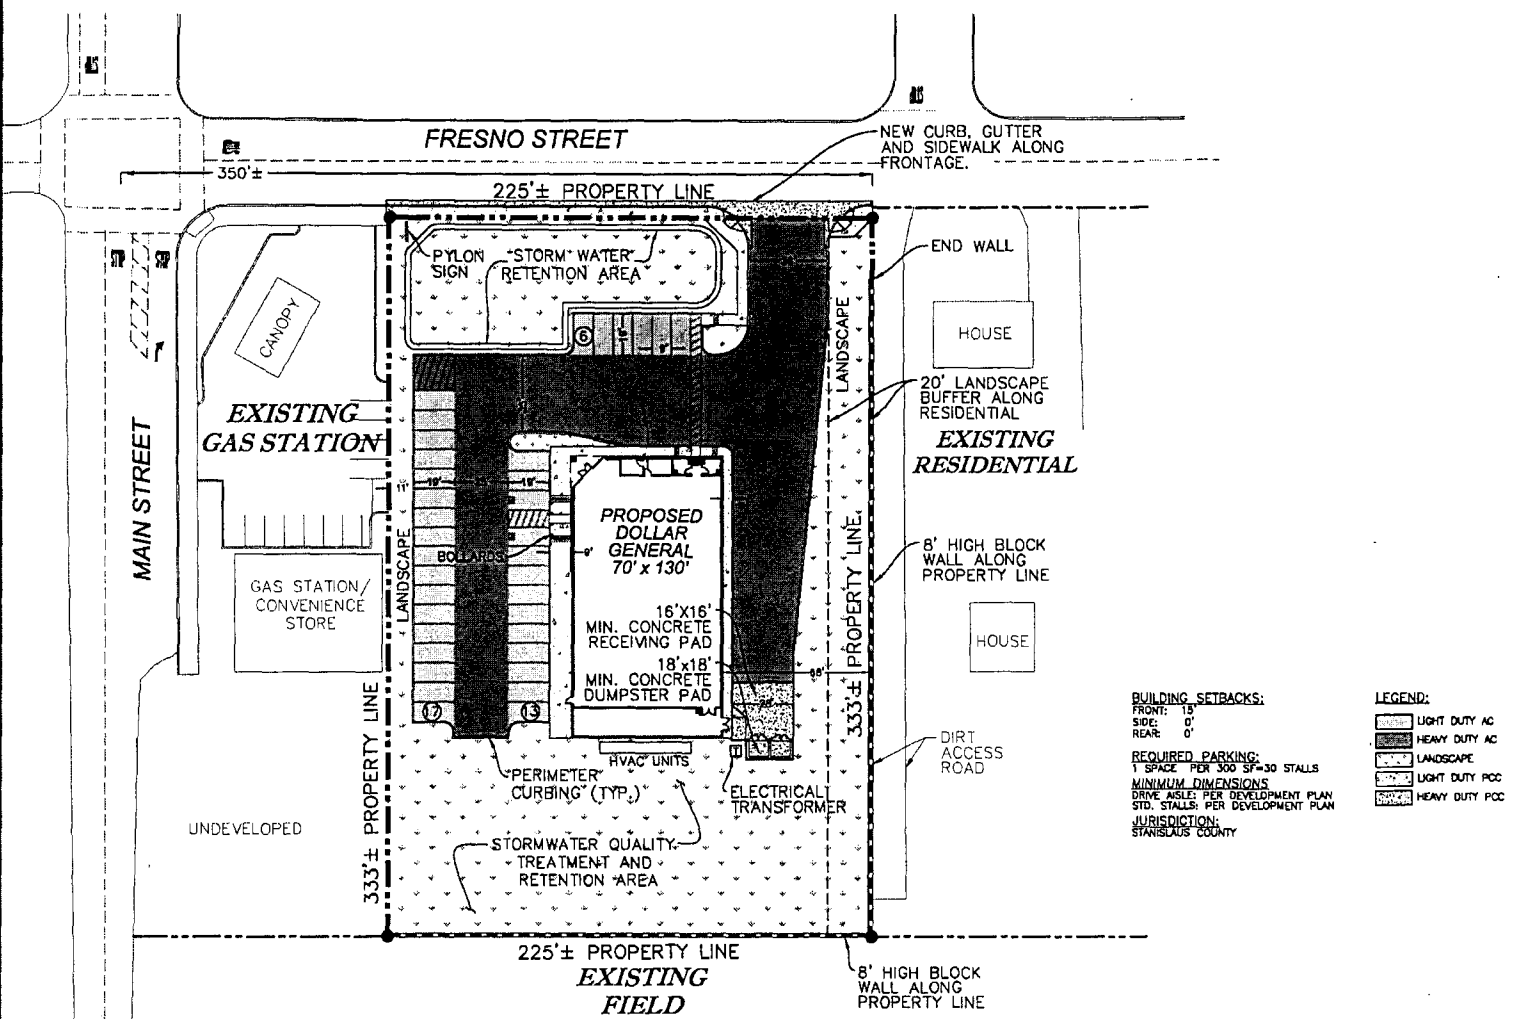 FRESNO STREET
NEW CURB, GUTTER
AND SIDEWALK ALONG
FRONTAGE.
350'±
225'± PROPERTY LINE
PYLON
SIGN
STORM WATER
RETENTION AREA
END WALL
CANOPY
LANDSCAPE
HOUSE
6
9'
20' LANDSCAPE
BUFFER ALONG
RESIDENTIAL
EXISTING
GAS STATION
EXISTING
RESIDENTIAL
MAIN STREET
11'
19'
19'
LANDSCAPE
BOLLARDS
9'
PROPOSED
DOLLAR
GENERAL
70' x 130'
8' HIGH BLOCK
WALL ALONG
PROPERTY LINE
GAS STATION/
CONVENIENCE
STORE
16'X16'
MIN. CONCRETE
RECEIVING PAD
18'x18'
MIN. CONCRETE
DUMPSTER PAD
HOUSE
333'± PROPERTY LINE
333'± PROPERTY LINE
17
13
HVAC UNITS
T
PERIMETER
CURBING (TYP.)
ELECTRICAL
TRANSFORMER
DIRT
ACCESS
ROAD
UNDEVELOPED
STORMWATER QUALITY
TREATMENT AND
RETENTION AREA
225'± PROPERTY LINE
EXISTING
FIELD
8' HIGH BLOCK
WALL ALONG
PROPERTY LINE
BUILDING SETBACKS:
FRONT: 15'
SIDE: 0'
REAR: 0'
REQUIRED PARKING:
1 SPACE PER 300 SF=30 STALLS
MINIMUM DIMENSIONS
DRIVE AISLE: PER DEVELOPMENT PLAN
STD. STALLS: PER DEVELOPMENT PLAN
JURISDICTION:
STANISLAUS COUNTY
LEGEND:
LIGHT DUTY AC
HEAVY DUTY AC
LANDSCAPE
LIGHT DUTY PCC
HEAVY DUTY PCC